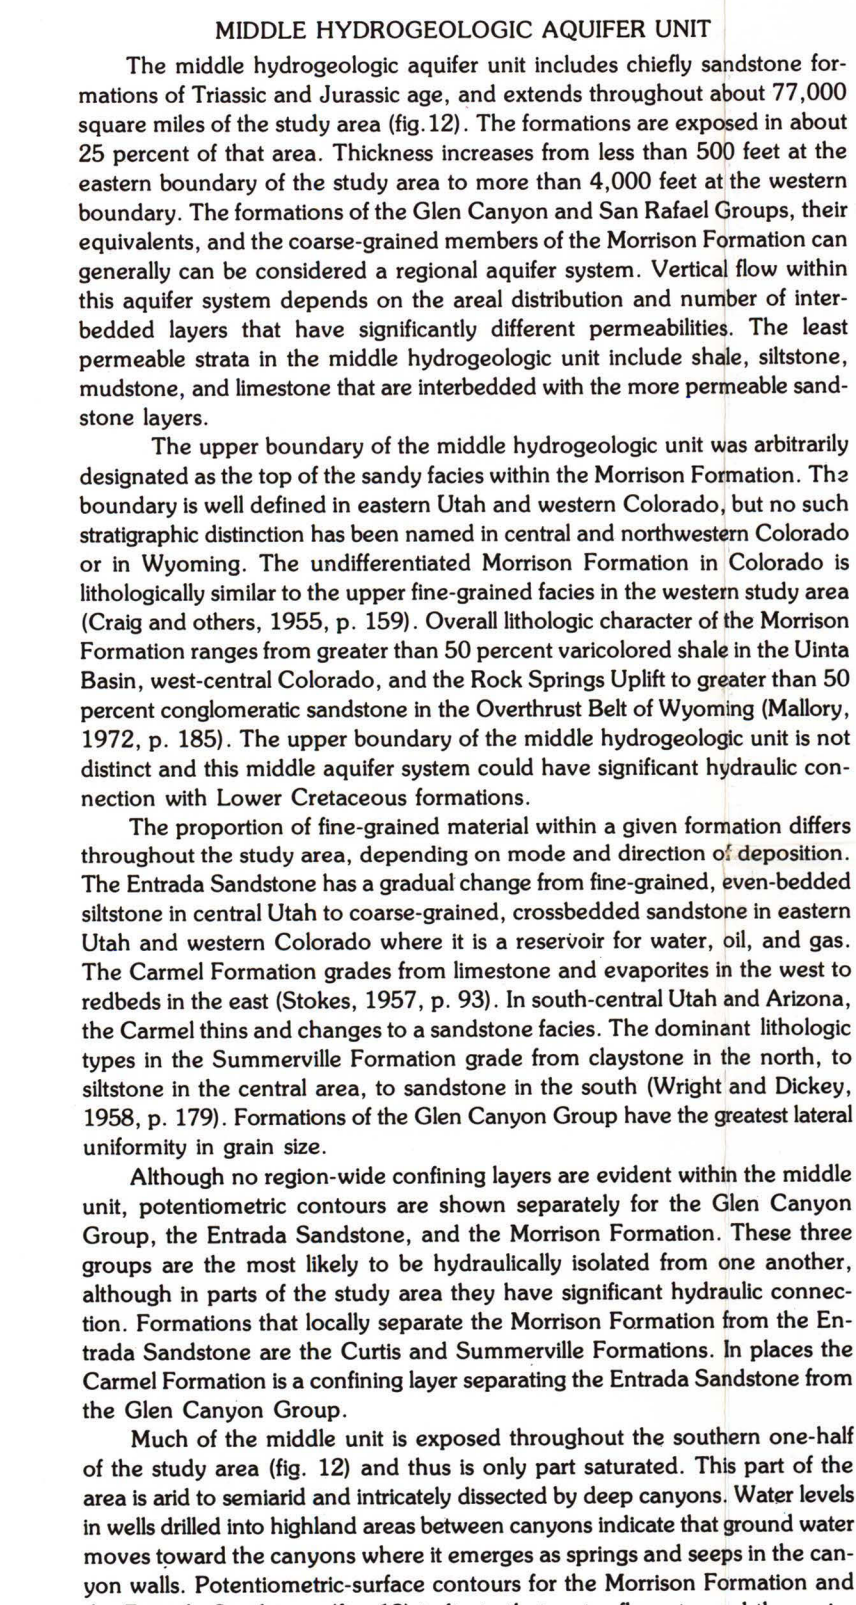 MIDDLE HYDROGEOLOGIC AQUIFER UNIT
The middle hydrogeologic aquifer unit includes chiefly sandstone for-
mations of Triassic and Jurassic age, and extends throughout about 77,000
square miles of the study area (fig.12). The formations are exposed in about
25 percent of that area. Thickness increases from less than 500 feet at the
eastern boundary of the study area to more than 4,000 feet at the western
boundary. The formations of the Glen Canyon and San Rafael Groups, their
equivalents, and the coarse-grained members of the Morrison Formation can
generally can be considered a regional aquifer system. Vertical flow within
this aquifer system depends on the areal distribution and number of inter-
bedded layers that have significantly different permeabilities. The least
permeable strata in the middle hydrogeologic unit include shale, siltstone,
mudstone, and limestone that are interbedded with the more permeable sand-
stone layers.
The upper boundary of the middle hydrogeologic unit was arbitrarily
designated as the top of the sandy facies within the Morrison Formation. The
boundary is well defined in eastern Utah and western Colorado, but no such
stratigraphic distinction has been named in central and northwestern Colorado
or in Wyoming. The undifferentiated Morrison Formation in Colorado is
lithologically similar to the upper fine-grained facies in the western study area
(Craig and others, 1955, p. 159). Overall lithologic character of the Morrison
Formation ranges from greater than 50 percent varicolored shale in the Uinta
Basin, west-central Colorado, and the Rock Springs Uplift to greater than 50
percent conglomeratic sandstone in the Overthrust Belt of Wyoming (Mallory,
1972, p. 185). The upper boundary of the middle hydrogeologic unit is not
distinct and this middle aquifer system could have significant hydraulic con-
nection with Lower Cretaceous formations.
The proportion of fine-grained material within a given formation differs
throughout the study area, depending on mode and direction of deposition.
The Entrada Sandstone has a gradual change from fine-grained, even-bedded
siltstone in central Utah to coarse-grained, crossbedded sandstone in eastern
Utah and western Colorado where it is a reservoir for water, oil, and gas.
The Carmel Formation grades from limestone and evaporites in the west to
redbeds in the east (Stokes, 1957, p. 93). In south-central Utah and Arizona,
the Carmel thins and changes to a sandstone facies. The dominant lithologic
types in the Summerville Formation grade from claystone in the north, to
siltstone in the central area, to sandstone in the south (Wright and Dickey,
1958, p. 179). Formations of the Glen Canyon Group have the greatest lateral
uniformity in grain size.
Although no region-wide confining layers are evident within the middle
unit, potentiometric contours are shown separately for the Glen Canyon
Group, the Entrada Sandstone, and the Morrison Formation. These three
groups are the most likely to be hydraulically isolated from one another,
although in parts of the study area they have significant hydraulic connec-
tion. Formations that locally separate the Morrison Formation from the En-
trada Sandstone are the Curtis and Summerville Formations. In places the
Carmel Formation is a confining layer separating the Entrada Sandstone from
the Glen Canyon Group.
Much of the middle unit is exposed throughout the southern one-half
of the study area (fig. 12) and thus is only part saturated. This part of the
area is arid to semiarid and intricately dissected by deep canyons. Water levels
in wells drilled into highland areas between canyons indicate that ground water
moves toward the canyons where it emerges as springs and seeps in the can-
yon walls. Potentiometric-surface contours for the Morrison Formation and